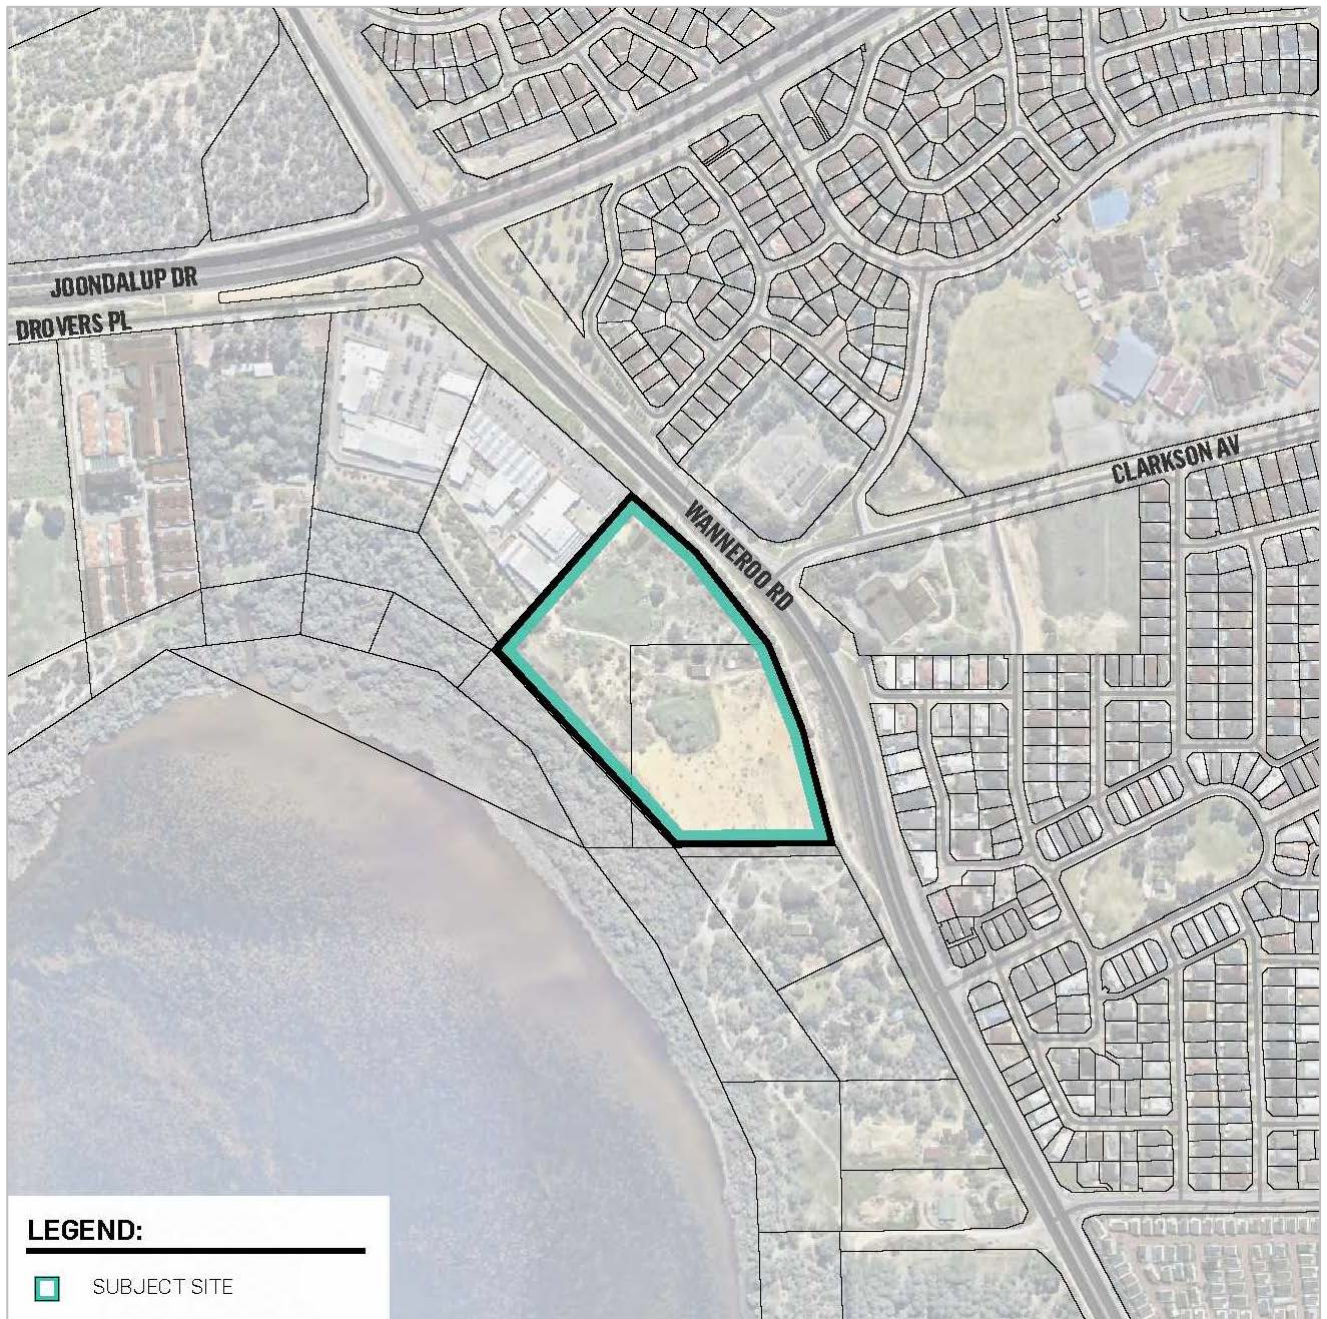 JOONDALUP DR
DROVERS PL
CLARKSON AV
WANNEROO RD
LEGEND:
SUBJECT SITE